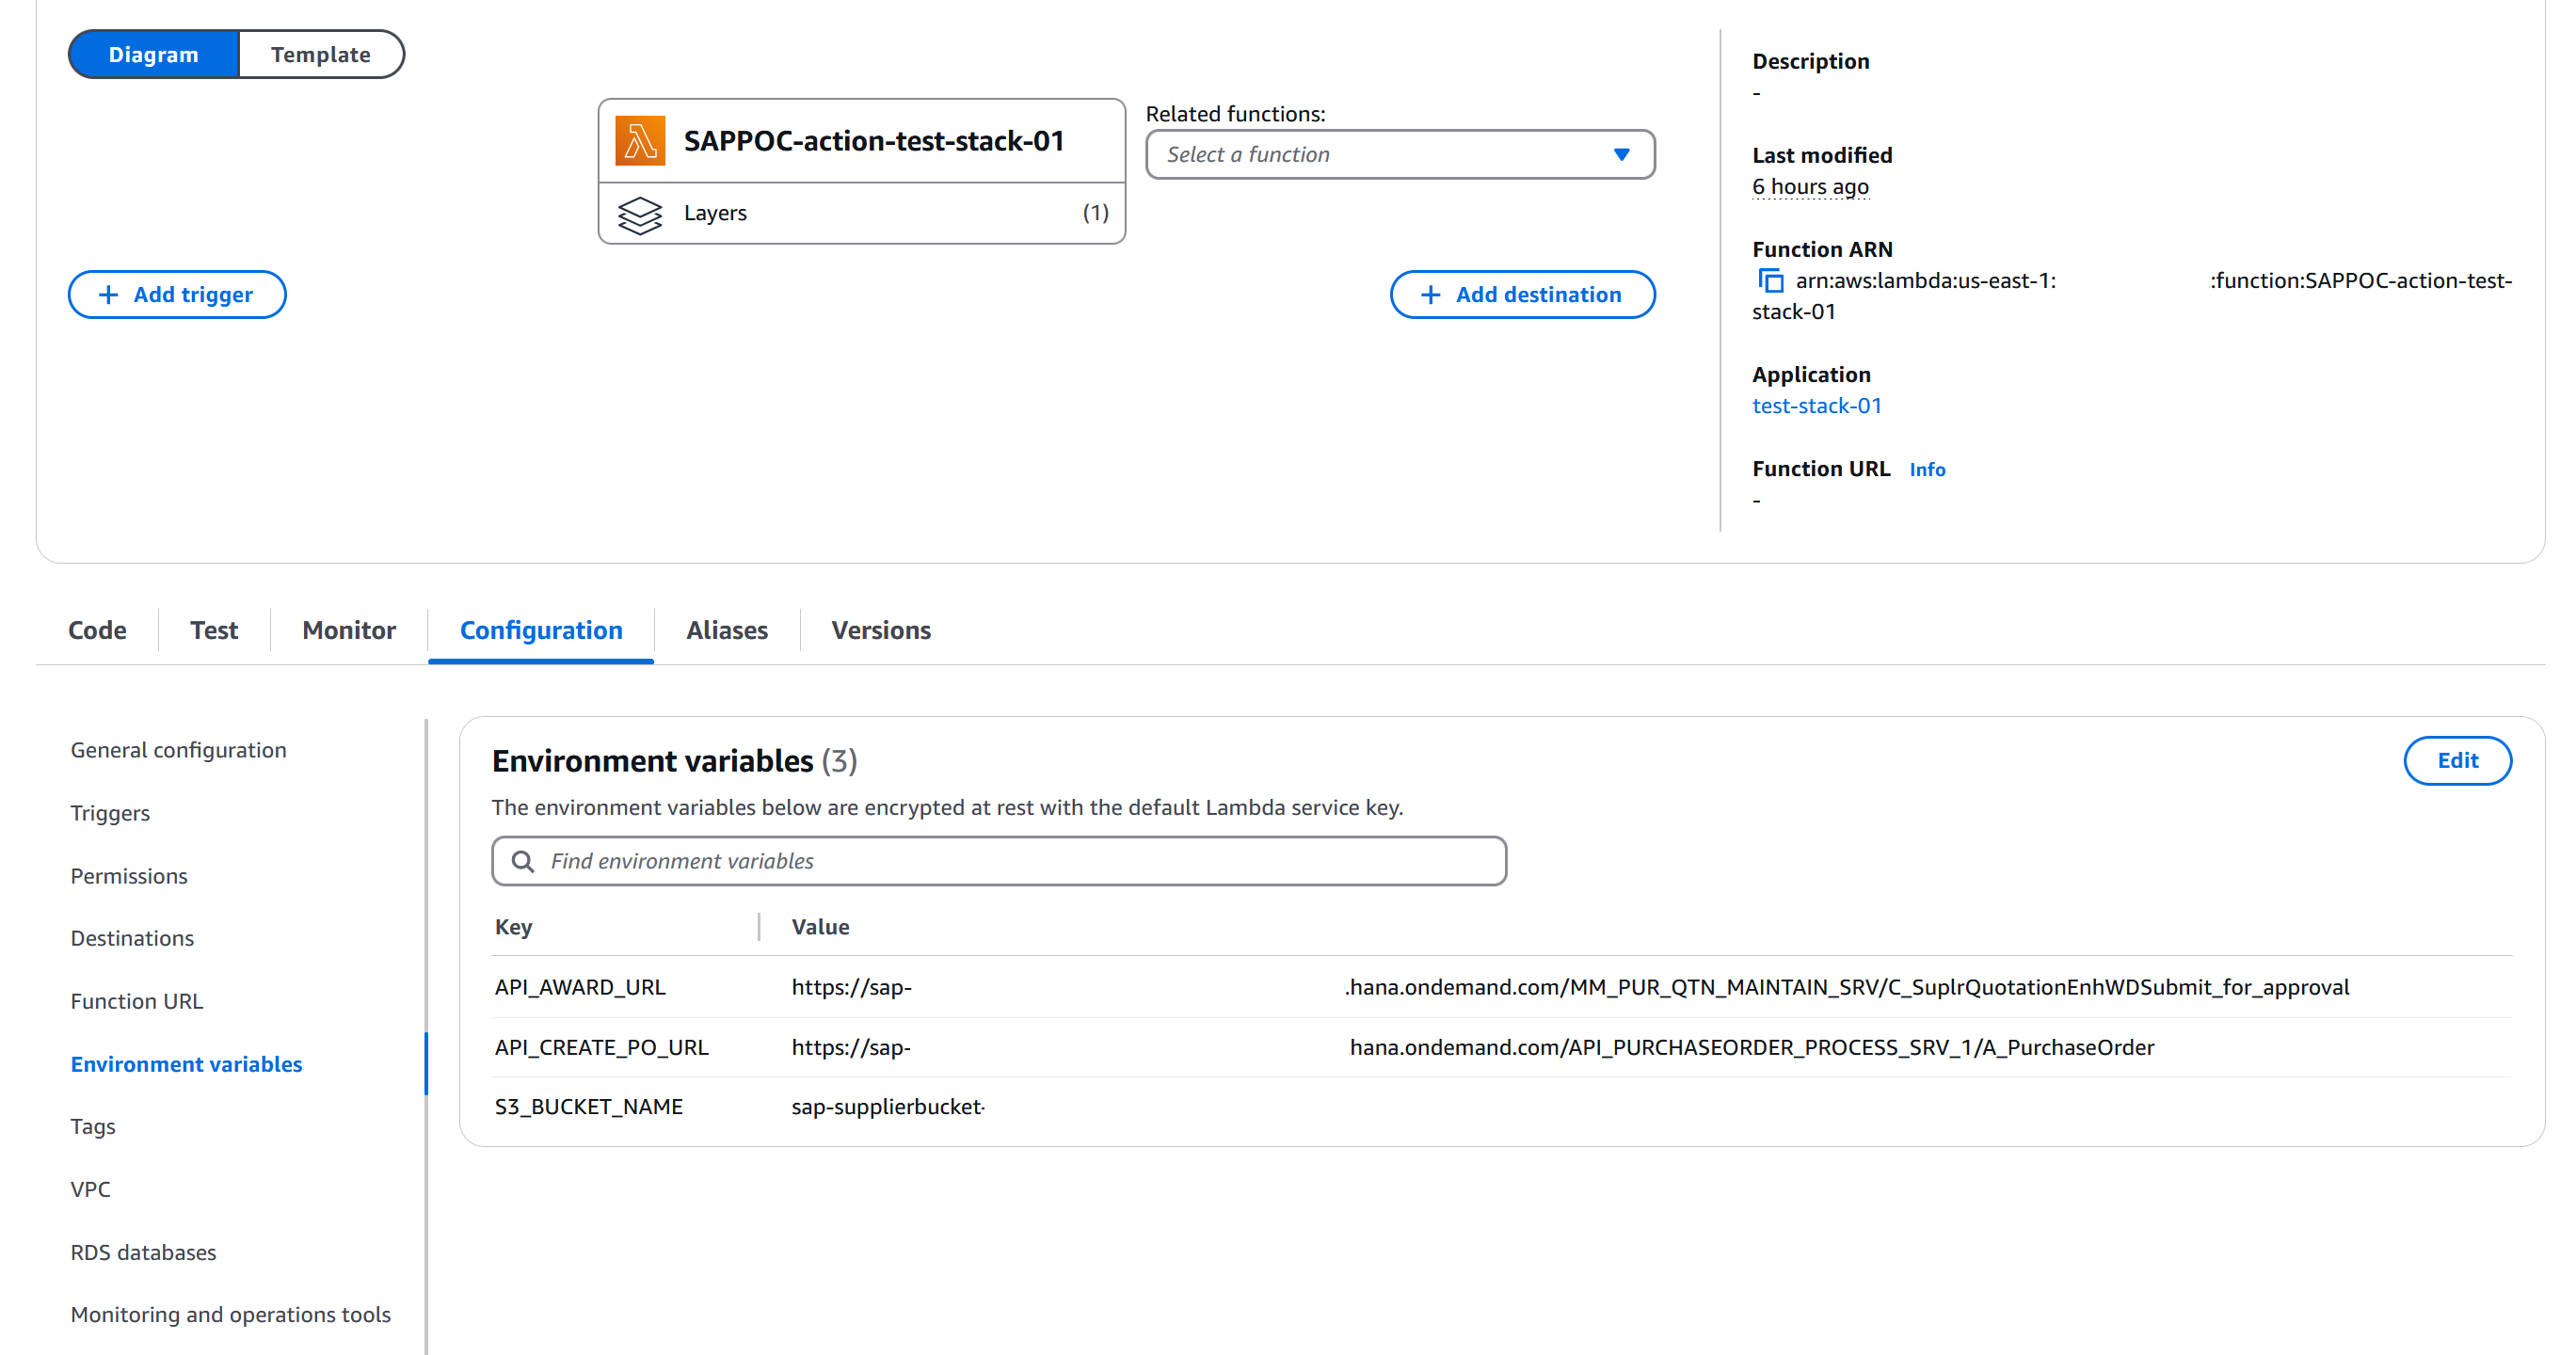 Diagram
Template
SAPPOC-action-test-stack-01
Layers (1)
Related functions:
Select a function
Add trigger
Add destination
Description
-
Last modified
6 hours ago
Function ARN
arn:aws:lambda:us-east-1: :function:SAPPOC-action-test-
stack-01
Application
test-stack-01
Function URL Info
-
Code Test Monitor Configuration Aliases Versions
General configuration
Triggers
Permissions
Destinations
Function URL
Environment variables
Tags
VPC
RDS databases
Monitoring and operations tools
Environment variables (3)
Edit
The environment variables below are encrypted at rest with the default Lambda service key.
Find environment variables
Key Value
API_AWARD_URL https://sap- .hana.ondemand.com/MM_PUR_QTN_MAINTAIN_SRV/C_SuplrQuotationEnhWDSubmit_for_approval
API_CREATE_PO_URL https://sap- hana.ondemand.com/API_PURCHASEORDER_PROCESS_SRV_1/A_PurchaseOrder
S3_BUCKET_NAME sap-supplierbucket-